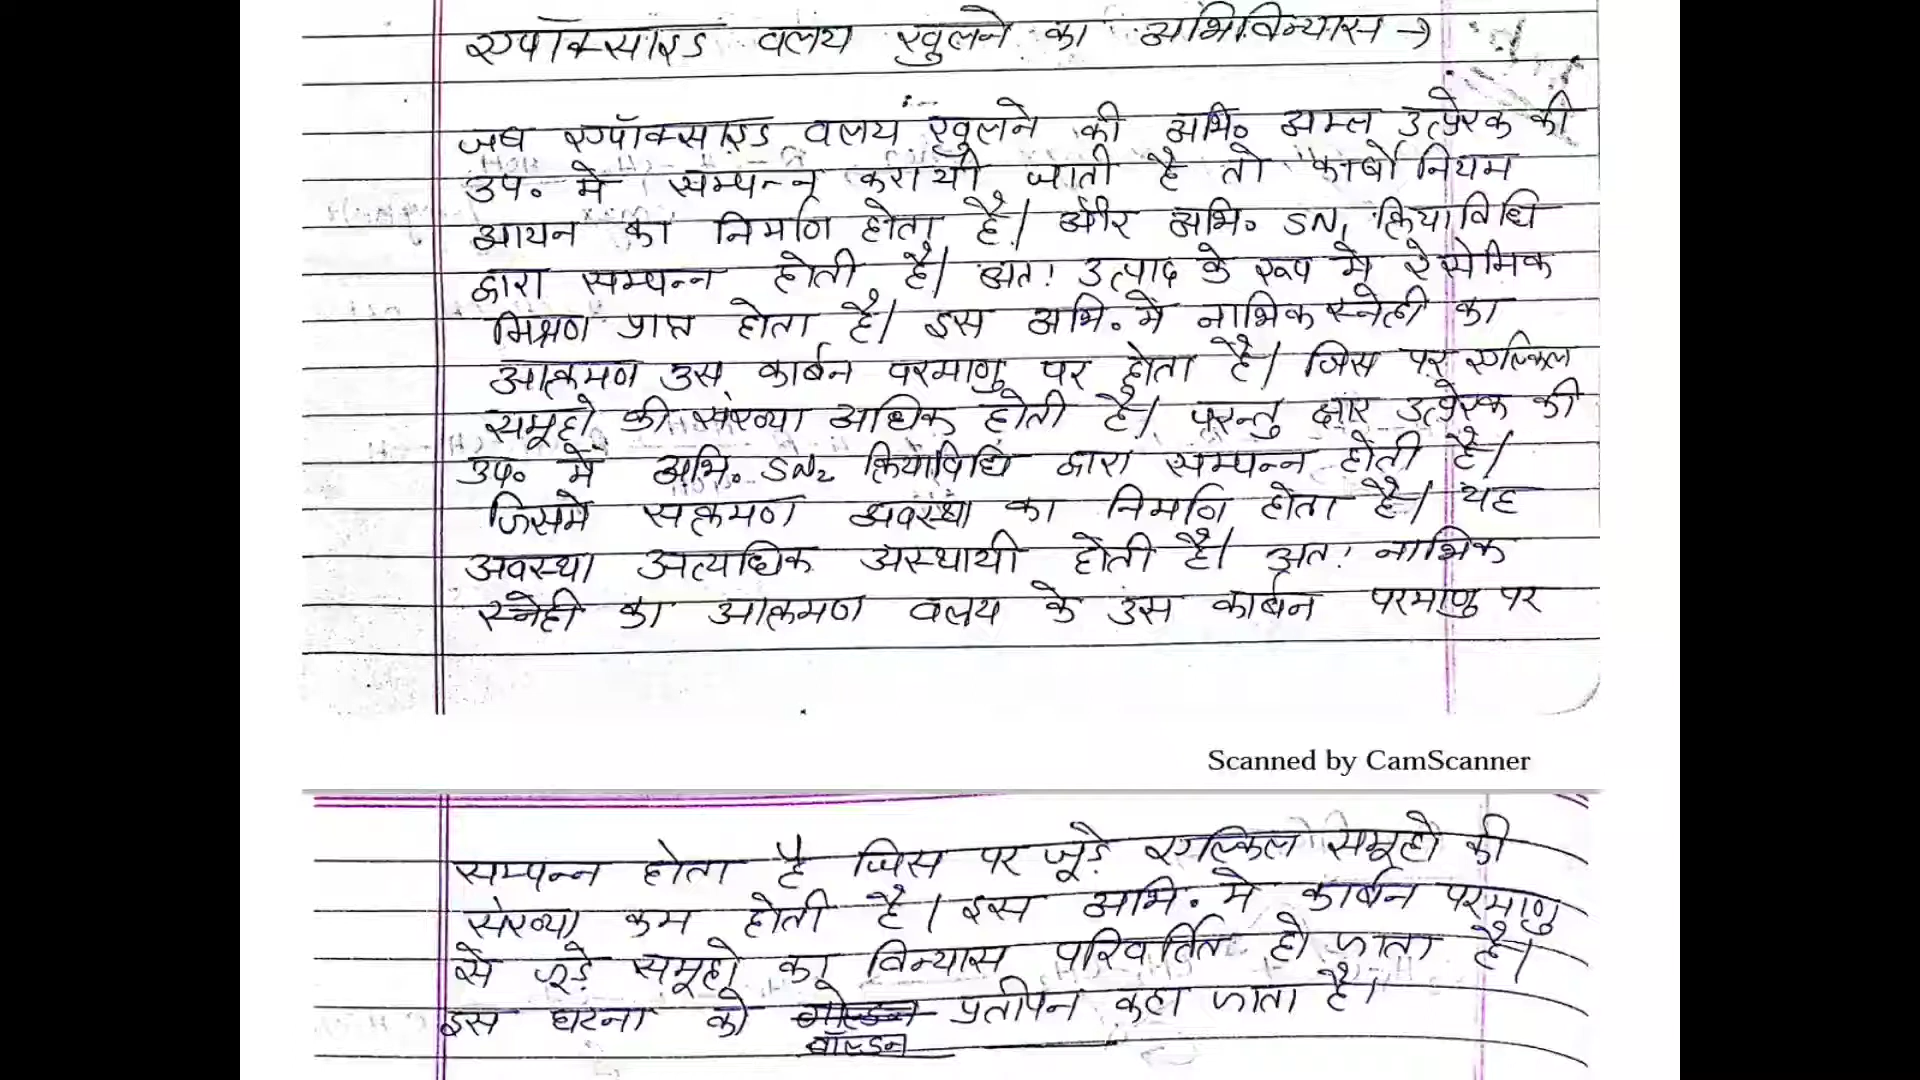 एपॉक्साइड वलय खुलने का अभिविन्यास →
जब एपॉक्साइड वलय खुलने की अभि० अम्ल उत्प्रेरक की
उप० मे सम्पन्न करायी जाती है तो कार्बोनियम
आयन का निर्माण होता है। और अभि० SN₁ क्रियाविधि
द्वारा सम्पन्न होती है। अतः उत्पाद के रूप मे रेसेमिक
मिश्रण प्राप्त होता है। इस अभि. मे नाभिक स्नेही का
आक्रमण उस कार्बन परमाणु पर होता है। जिस पर एल्किल
समूहो की संख्या अधिक होती है। परन्तु क्षार उत्प्रेरक की
उप० मे अभि. SN₂ क्रियाविधि द्वारा सम्पन्न होती है।
जिसमे सक्रमण अवस्था का निर्माण होता है। यह
अवस्था अत्यधिक अस्थायी होती है। अतः नाभिक
स्नेही का आक्रमण वलय के उस कार्बन परमाणु पर
Scanned by CamScanner
सम्पन्न होता है जिस पर जूड़े एल्किल समूहो की
संख्या कम होती है। इस अभि. मे कार्बन परमाणु
से जूड़े समूहो का विन्यास परिवर्तित हो जाता है।
इस घटना को प्रतीपन कहा जाता है।
वॉल्डन